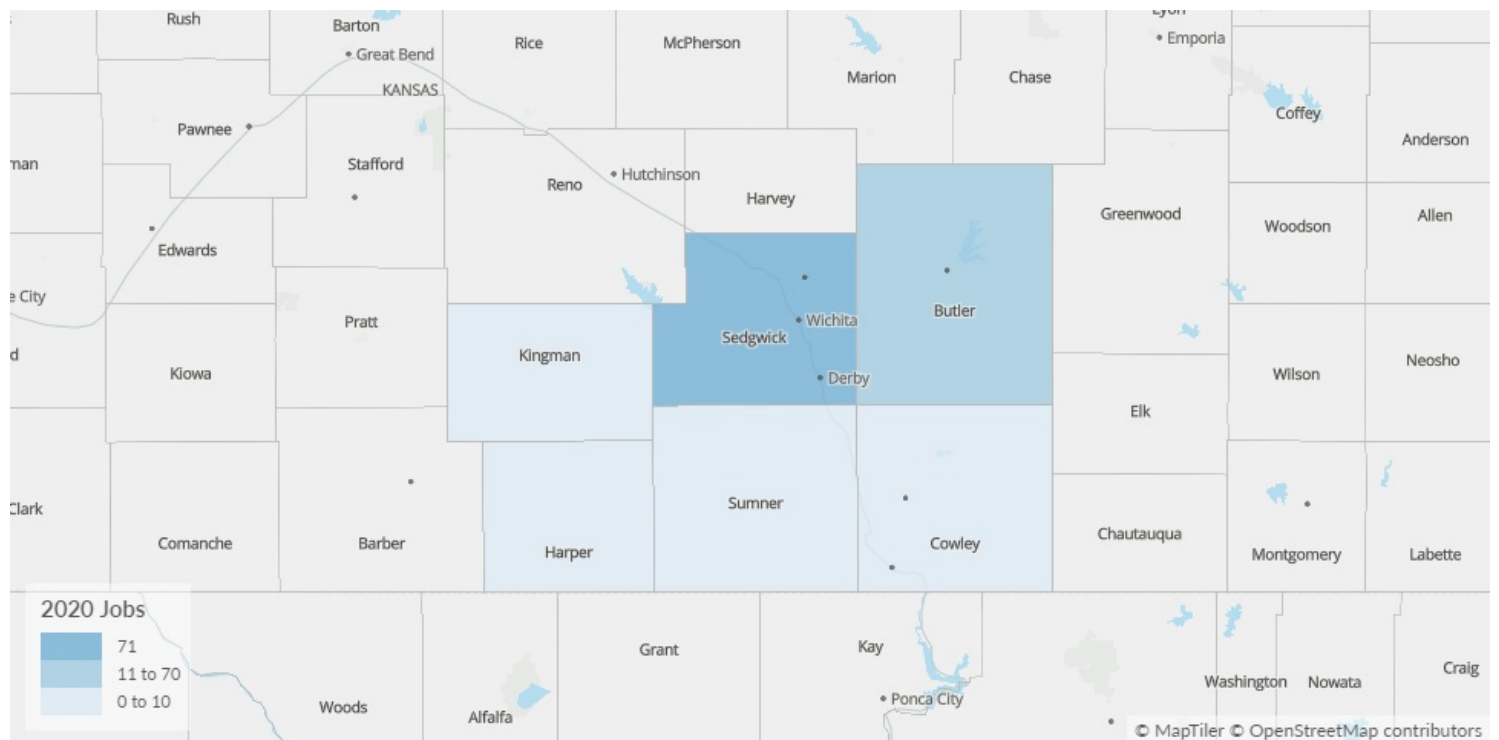 Rush
Barton
Great Bend
KANSAS
Rice
McPherson
Marion
Chase
Emporia
Coffey
Anderson
Pawnee
Stafford
man
Reno
Hutchinson
Harvey
Greenwood
Woodson
Allen
Edwards
e City
Pratt
Kingman
Sedgwick
Wichita
Derby
Butler
d
Kiowa
Wilson
Neosho
Elk
Clark
Comanche
Barber
Harper
Sumner
Cowley
Chautauqua
Montgomery
Labette
2020 Jobs
71
11 to 70
0 to 10
Woods
Alfalfa
Grant
Kay
Ponca City
Washington
Nowata
Craig
© MapTiler © OpenStreetMap contributors